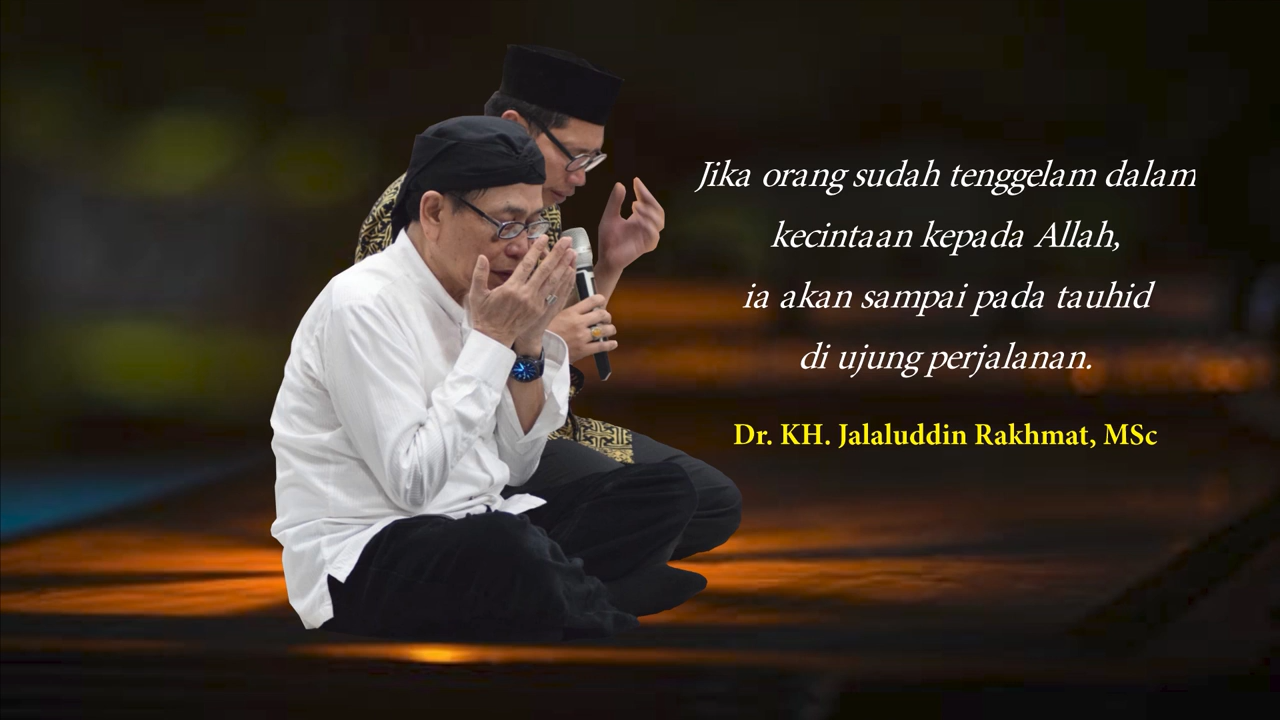 Jika orang sudah tenggelam dalam
kecintaan kepada Allah,
ia akan sampai pada tauhid
di ujung perjalanan.
Dr. KH. Jalaluddin Rakhmat, MSc